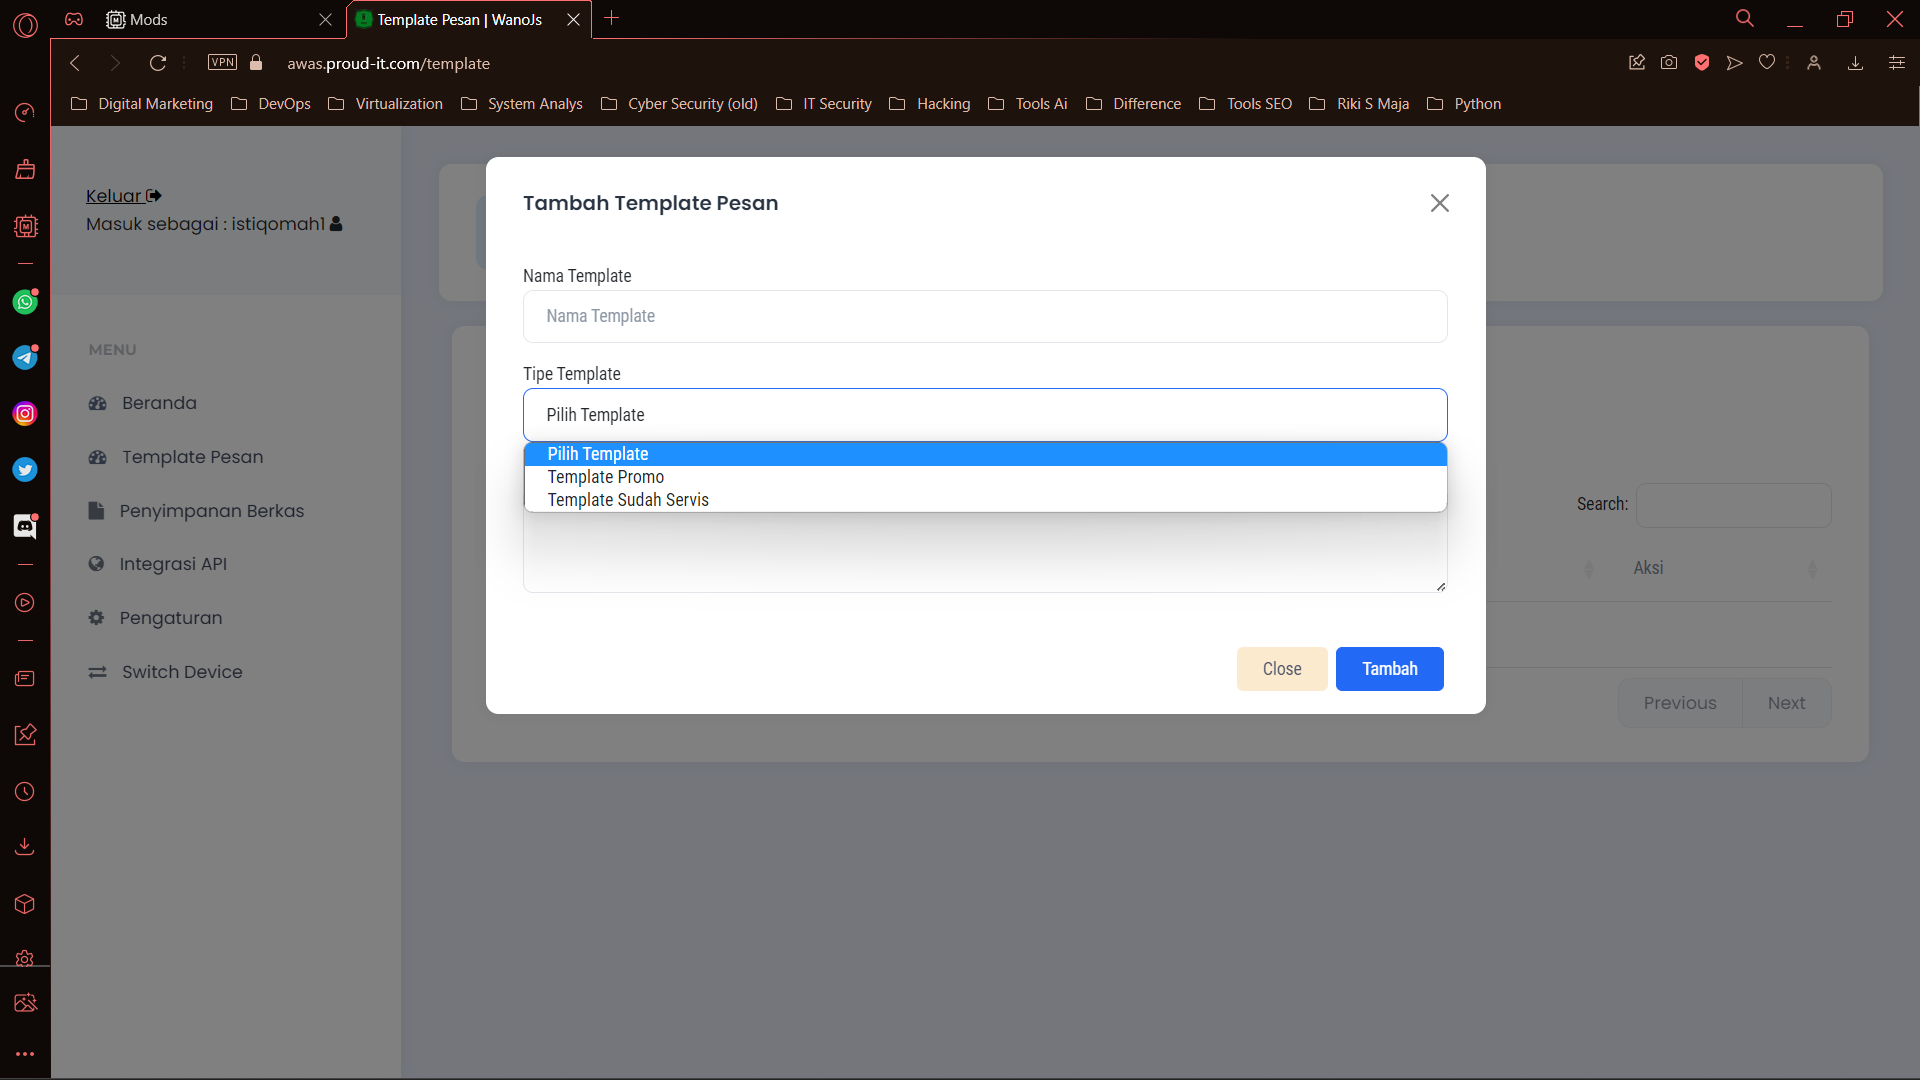 Mods
Template Pesan | WanoJs
VPN
awas.proud-it.com/template
Digital Marketing
DevOps
Virtualization
System Analys
Cyber Security (old)
IT Security
Hacking
Tools Ai
Difference
Tools SEO
Riki S Maja
Python
Keluar
Masuk sebagai : istiqomah1
MENU
Beranda
Template Pesan
Penyimpanan Berkas
Integrasi API
Pengaturan
Switch Device
Tambah Template Pesan
Nama Template
Nama Template
Tipe Template
Pilih Template
Pilih Template
Template Promo
Template Sudah Servis
Close
Tambah
Search:
Aksi
Previous
Next